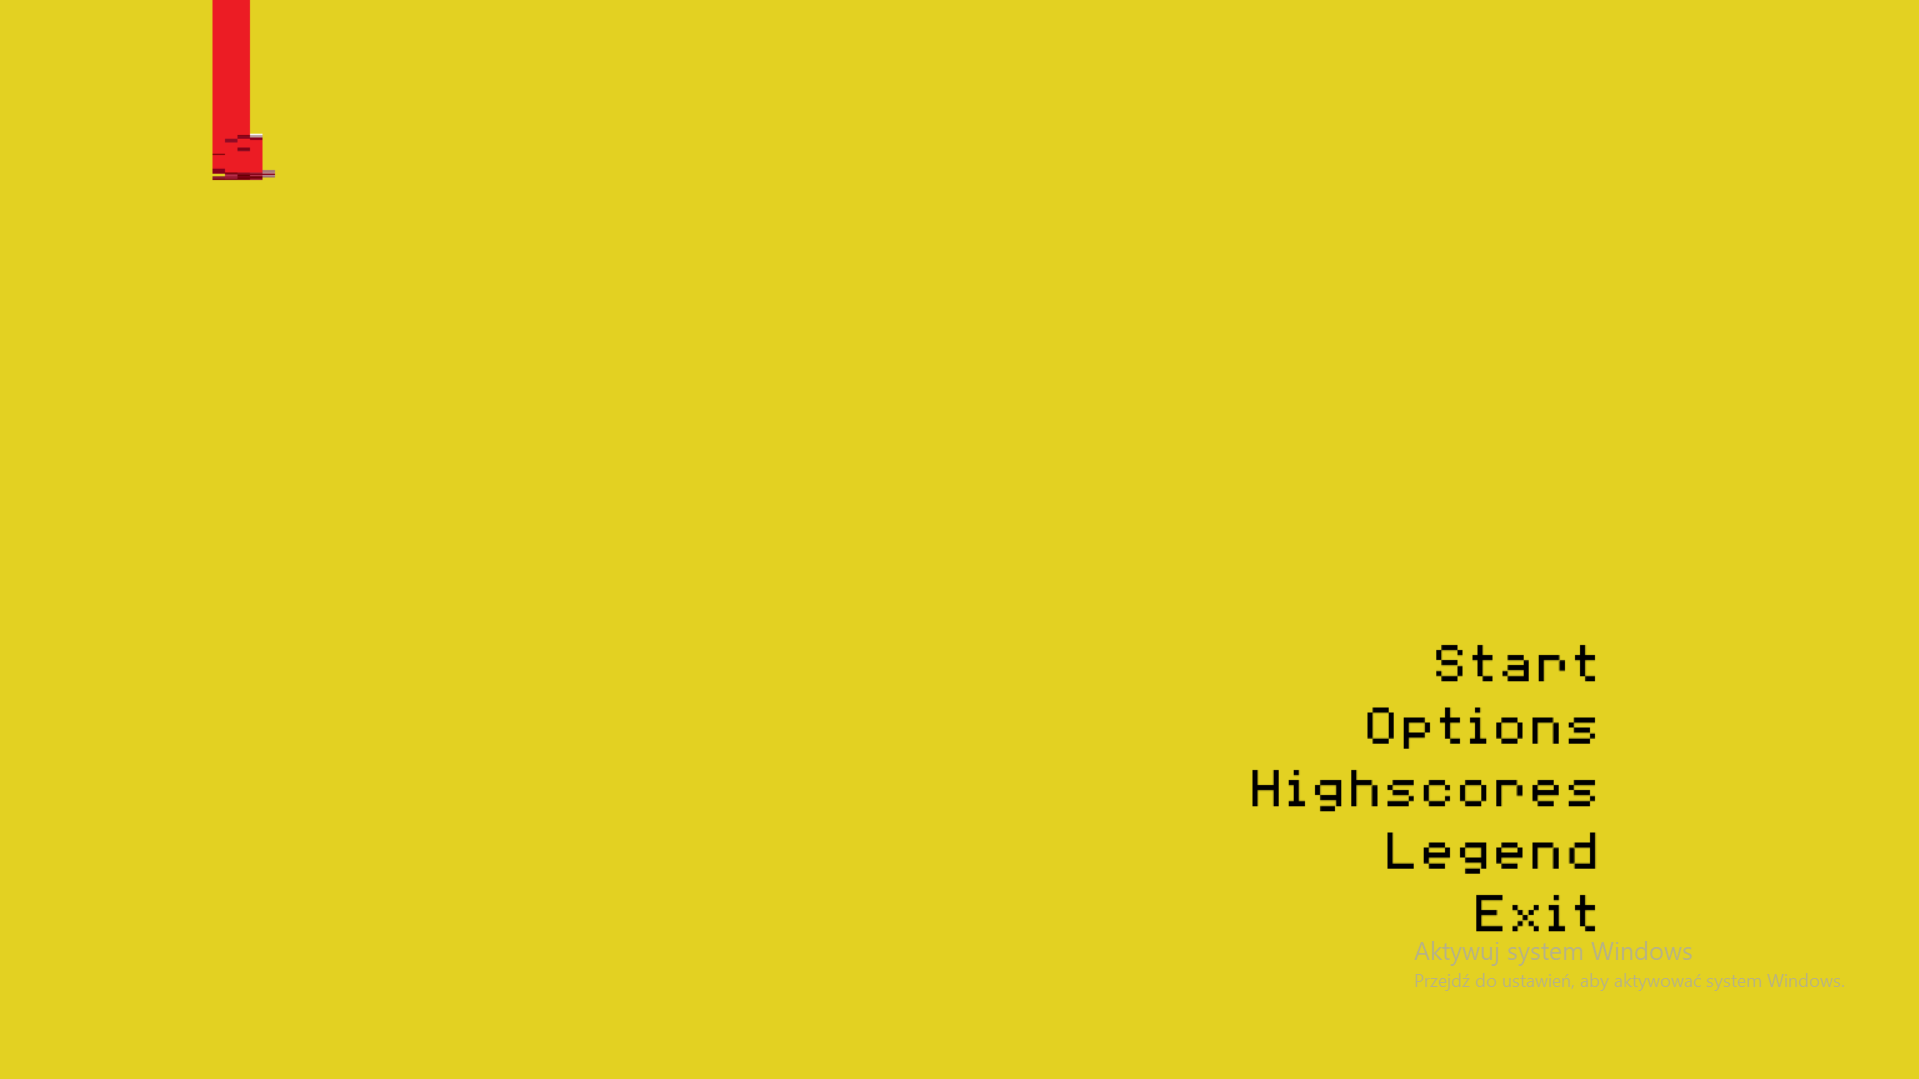 Start
Options
Highscores
Legend
Exit
Aktywuj system Windows
Przejdź do ustawień, aby aktywować system Windows.